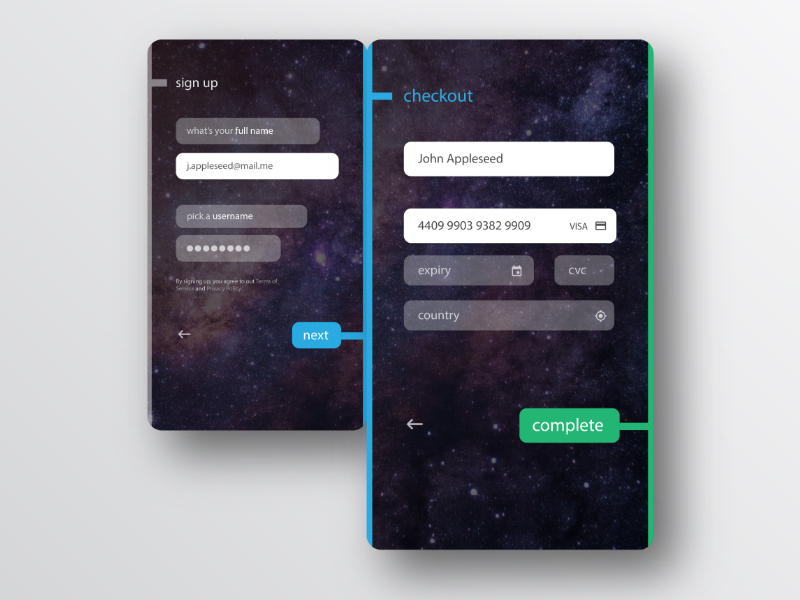 sign up
what's your full name
j.appleseed@mail.me
pick a username
By signing up, you agree to out Terms of
Service and Privacy Policy.
next
checkout
John Appleseed
4409 9903 9382 9909 VISA
expiry
cvc
country
complete